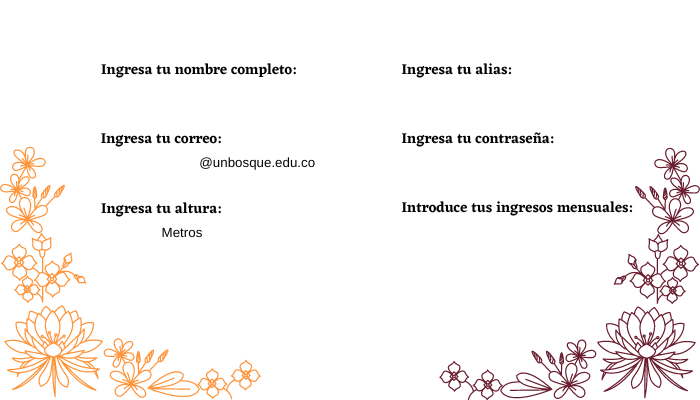 Ingresa tu nombre completo:
Ingresa tu alias:
Ingresa tu correo:
Ingresa tu contraseña:
@unbosque.edu.co
Ingresa tu altura:
Introduce tus ingresos mensuales:
Metros